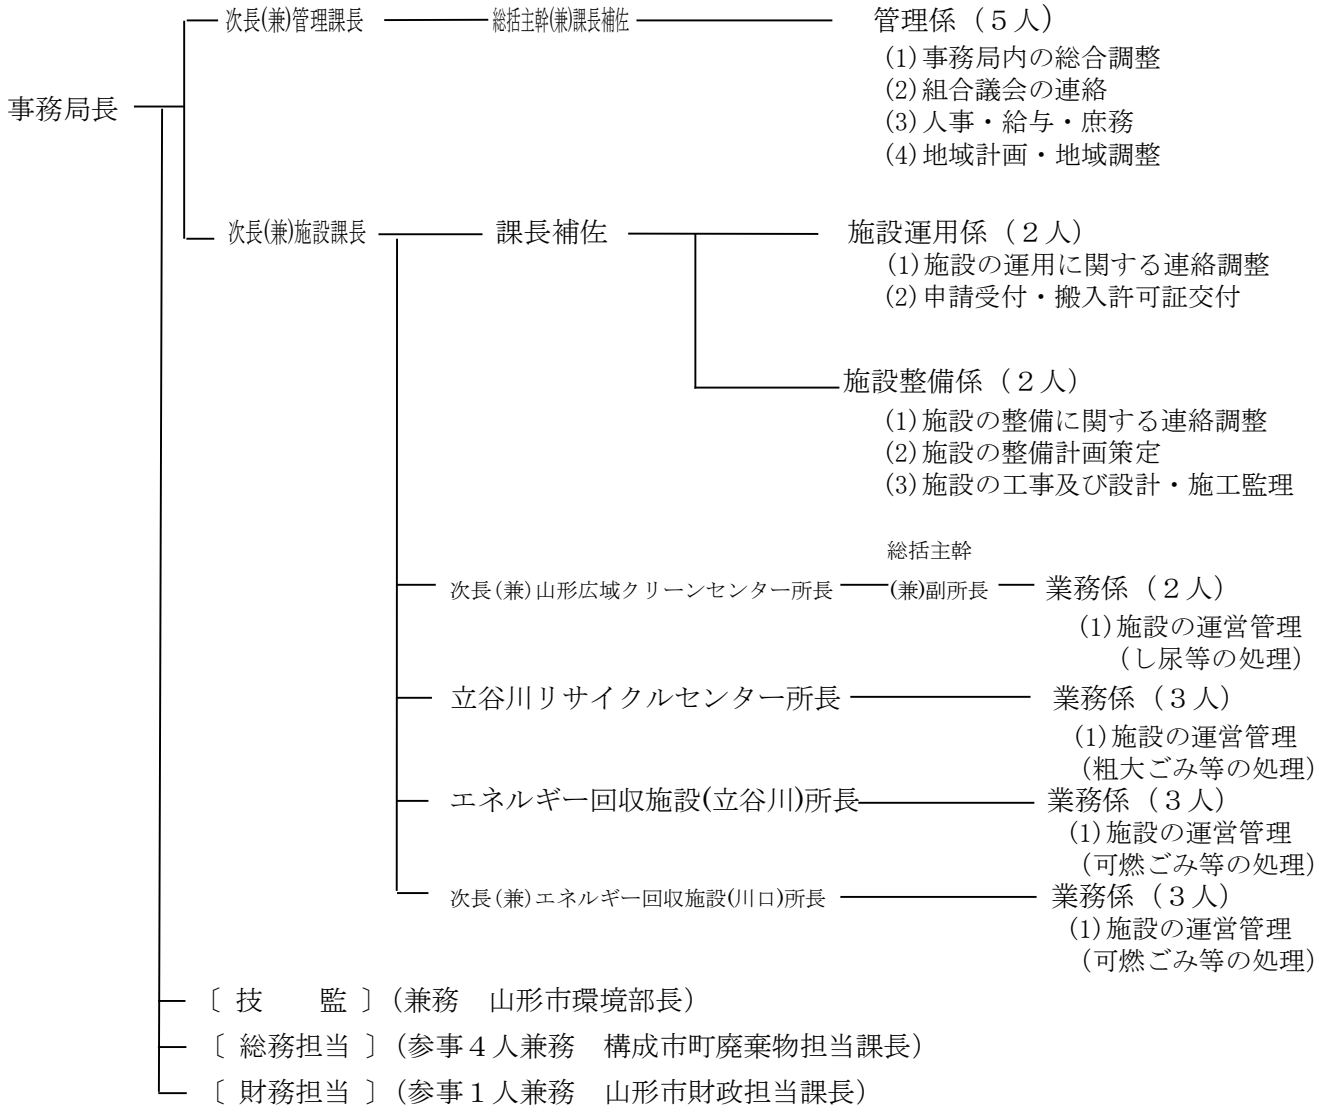 次長(兼)管理課長 総括主幹(兼)課長補佐 管理係（５人）
(1)事務局内の総合調整
(2)組合議会の連絡
事務局長
(3)人事・給与・庶務
(4)地域計画・地域調整
次長(兼)施設課長 課長補佐 施設運用係（２人）
(1)施設の運用に関する連絡調整
(2)申請受付・搬入許可証交付
施設整備係（２人）
(1)施設の整備に関する連絡調整
(2)施設の整備計画策定
(3)施設の工事及び設計・施工監理
総括主幹
次長(兼)山形広域クリーンセンター所長 (兼)副所長 業務係（２人）
(1)施設の運営管理
（し尿等の処理）
立谷川リサイクルセンター所長 業務係（３人）
(1)施設の運営管理
（粗大ごみ等の処理）
エネルギー回収施設(立谷川)所長 業務係（３人）
(1)施設の運営管理
（可燃ごみ等の処理）
次長(兼)エネルギー回収施設(川口)所長 業務係（３人）
(1)施設の運営管理
（可燃ごみ等の処理）
〔 技　　監 〕（兼務　山形市環境部長）
〔 総務担当 〕（参事４人兼務　構成市町廃棄物担当課長）
〔 財務担当 〕（参事１人兼務　山形市財政担当課長）